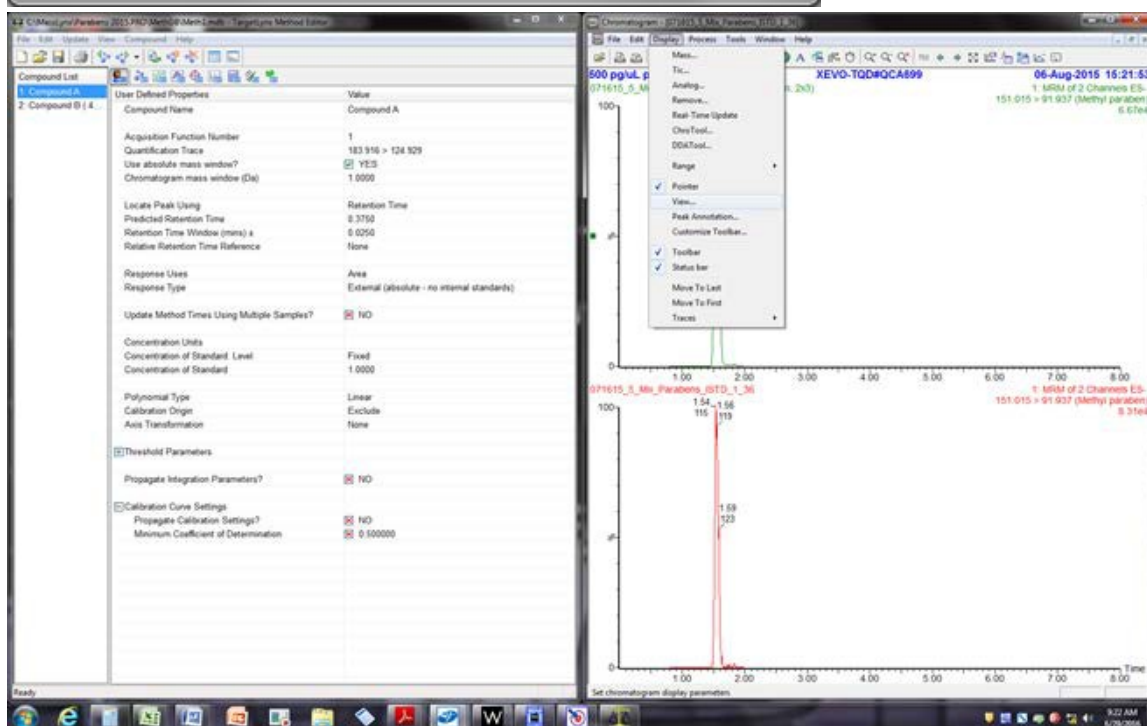 C:\MassLynx\Parabens 2015.PRO\MethDB\Meth1.mdb - TargetLynx Method Editor
File Edit Update View Compound Help
Compound List
1: Compound A
2: Compound B ( 4...
User Defined Properties Value
Compound Name Compound A
Acquisition Function Number 1
Quantification Trace 183.916 > 124.929
Use absolute mass window? YES
Chromatogram mass window (Da) 1.0000
Locate Peak Using Retention Time
Predicted Retention Time 0.3750
Retention Time Window (mins) ± 0.0250
Relative Retention Time Reference None
Response Uses Area
Response Type External (absolute - no internal standards)
Update Method Times Using Multiple Samples? NO
Concentration Units
Concentration of Standard: Level Fixed
Concentration of Standard 1.0000
Polynomial Type Linear
Calibration Origin Exclude
Axis Transformation None
Threshold Parameters
Propagate Integration Parameters? NO
Calibration Curve Settings
Propagate Calibration Settings? NO
Minimum Coefficient of Determination 0.500000
Ready
Chromatogram - [071615_5_Mix_Parabens_ISTD_1_36]
File Edit Display Process Tools Window Help
Mass...
Tic...
Analog...
Remove...
Real-Time Update
ChroTool...
DDATool...
Range
Pointer
View...
Peak Annotation...
Customize Toolbar...
Toolbar
Status bar
Move To Last
Move To First
Traces
500 pg/uL p XEVO-TQD#QCA699 06-Aug-2015 15:21:53
071615_5_Mi n, 2x3) 1: MRM of 2 Channels ES-
151.015 > 91.937 (Methyl paraben)
6.67e4
100
%
0
1.00 2.00 3.00 4.00 5.00 6.00 7.00 8.00
071615_5_Mix_Parabens_ISTD_1_36 1: MRM of 2 Channels ES-
151.015 > 91.937 (Methyl paraben)
8.31e4
100
1.54
115
1.56
119
1.59
123
%
0
Time
1.00 2.00 3.00 4.00 5.00 6.00 7.00 8.00
Set chromatogram display parameters
9:22 AM